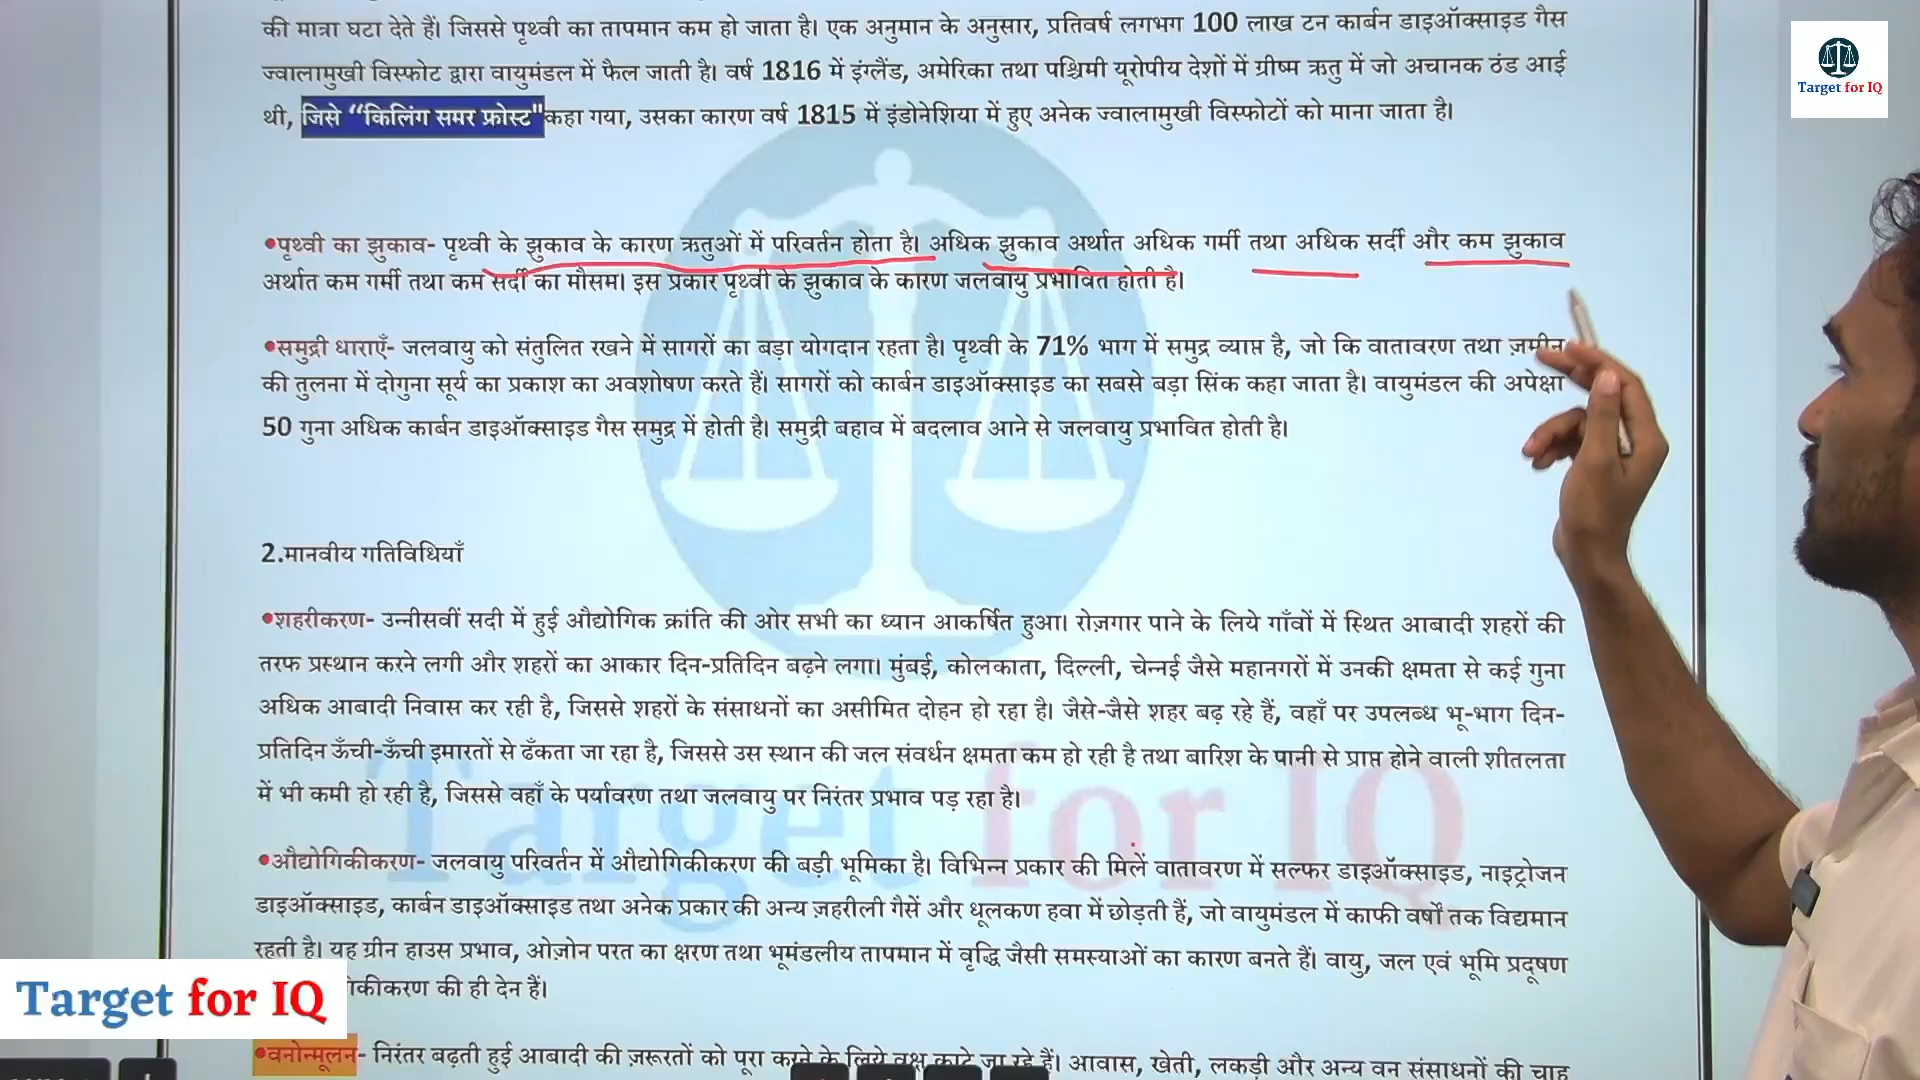 की मात्रा घटा देते हैं। जिससे पृथ्वी का तापमान कम हो जाता है। एक अनुमान के अनुसार, प्रतिवर्ष लगभग 100 लाख टन कार्बन डाइऑक्साइड गैस
ज्वालामुखी विस्फोट द्वारा वायुमंडल में फैल जाती है। वर्ष 1816 में इंग्लैंड, अमेरिका तथा पश्चिमी यूरोपीय देशों में ग्रीष्म ऋतु में जो अचानक ठंड आई
थी, जिसे “किलिंग समर फ्रोस्ट" कहा गया, उसका कारण वर्ष 1815 में इंडोनेशिया में हुए अनेक ज्वालामुखी विस्फोटों को माना जाता है।
Target for IQ
•पृथ्वी का झुकाव- पृथ्वी के झुकाव के कारण ऋतुओं में परिवर्तन होता है। अधिक झुकाव अर्थात अधिक गर्मी तथा अधिक सर्दी और कम झुकाव
अर्थात कम गर्मी तथा कम सर्दी का मौसम। इस प्रकार पृथ्वी के झुकाव के कारण जलवायु प्रभावित होती है।
•समुद्री धाराएँ- जलवायु को संतुलित रखने में सागरों का बड़ा योगदान रहता है। पृथ्वी के 71% भाग में समुद्र व्याप्त है, जो कि वातावरण तथा ज़मीन
की तुलना में दोगुना सूर्य का प्रकाश का अवशोषण करते हैं। सागरों को कार्बन डाइऑक्साइड का सबसे बड़ा सिंक कहा जाता है। वायुमंडल की अपेक्षा
50 गुना अधिक कार्बन डाइऑक्साइड गैस समुद्र में होती है। समुद्री बहाव में बदलाव आने से जलवायु प्रभावित होती है।
2.मानवीय गतिविधियाँ
•शहरीकरण- उन्नीसवीं सदी में हुई औद्योगिक क्रांति की ओर सभी का ध्यान आकर्षित हुआ। रोज़गार पाने के लिये गाँवों में स्थित आबादी शहरों की
तरफ प्रस्थान करने लगी और शहरों का आकार दिन-प्रतिदिन बढ़ने लगा। मुंबई, कोलकाता, दिल्ली, चेन्नई जैसे महानगरों में उनकी क्षमता से कई गुना
अधिक आबादी निवास कर रही है, जिससे शहरों के संसाधनों का असीमित दोहन हो रहा है। जैसे-जैसे शहर बढ़ रहे हैं, वहाँ पर उपलब्ध भू-भाग दिन-
प्रतिदिन ऊँची-ऊँची इमारतों से ढँकता जा रहा है, जिससे उस स्थान की जल संवर्धन क्षमता कम हो रही है तथा बारिश के पानी से प्राप्त होने वाली शीतलता
में भी कमी हो रही है, जिससे वहाँ के पर्यावरण तथा जलवायु पर निरंतर प्रभाव पड़ रहा है।
Target for IQ
•औद्योगिकीकरण- जलवायु परिवर्तन में औद्योगिकीकरण की बड़ी भूमिका है। विभिन्न प्रकार की मिलें वातावरण में सल्फर डाइऑक्साइड, नाइट्रोजन
डाइऑक्साइड, कार्बन डाइऑक्साइड तथा अनेक प्रकार की अन्य ज़हरीली गैसें और धूलकण हवा में छोड़ती हैं, जो वायुमंडल में काफी वर्षों तक विद्यमान
रहती है। यह ग्रीन हाउस प्रभाव, ओज़ोन परत का क्षरण तथा भूमंडलीय तापमान में वृद्धि जैसी समस्याओं का कारण बनते हैं। वायु, जल एवं भूमि प्रदूषण
की ही देन हैं।
Target for IQ
•वनोन्मूलन- निरंतर बढ़ती हुई आबादी की ज़रूरतों को पूरा करने के लिये वृक्ष काटे जा रहे हैं। आवास, खेती, लकड़ी और अन्य वन संसाधनों की चाह